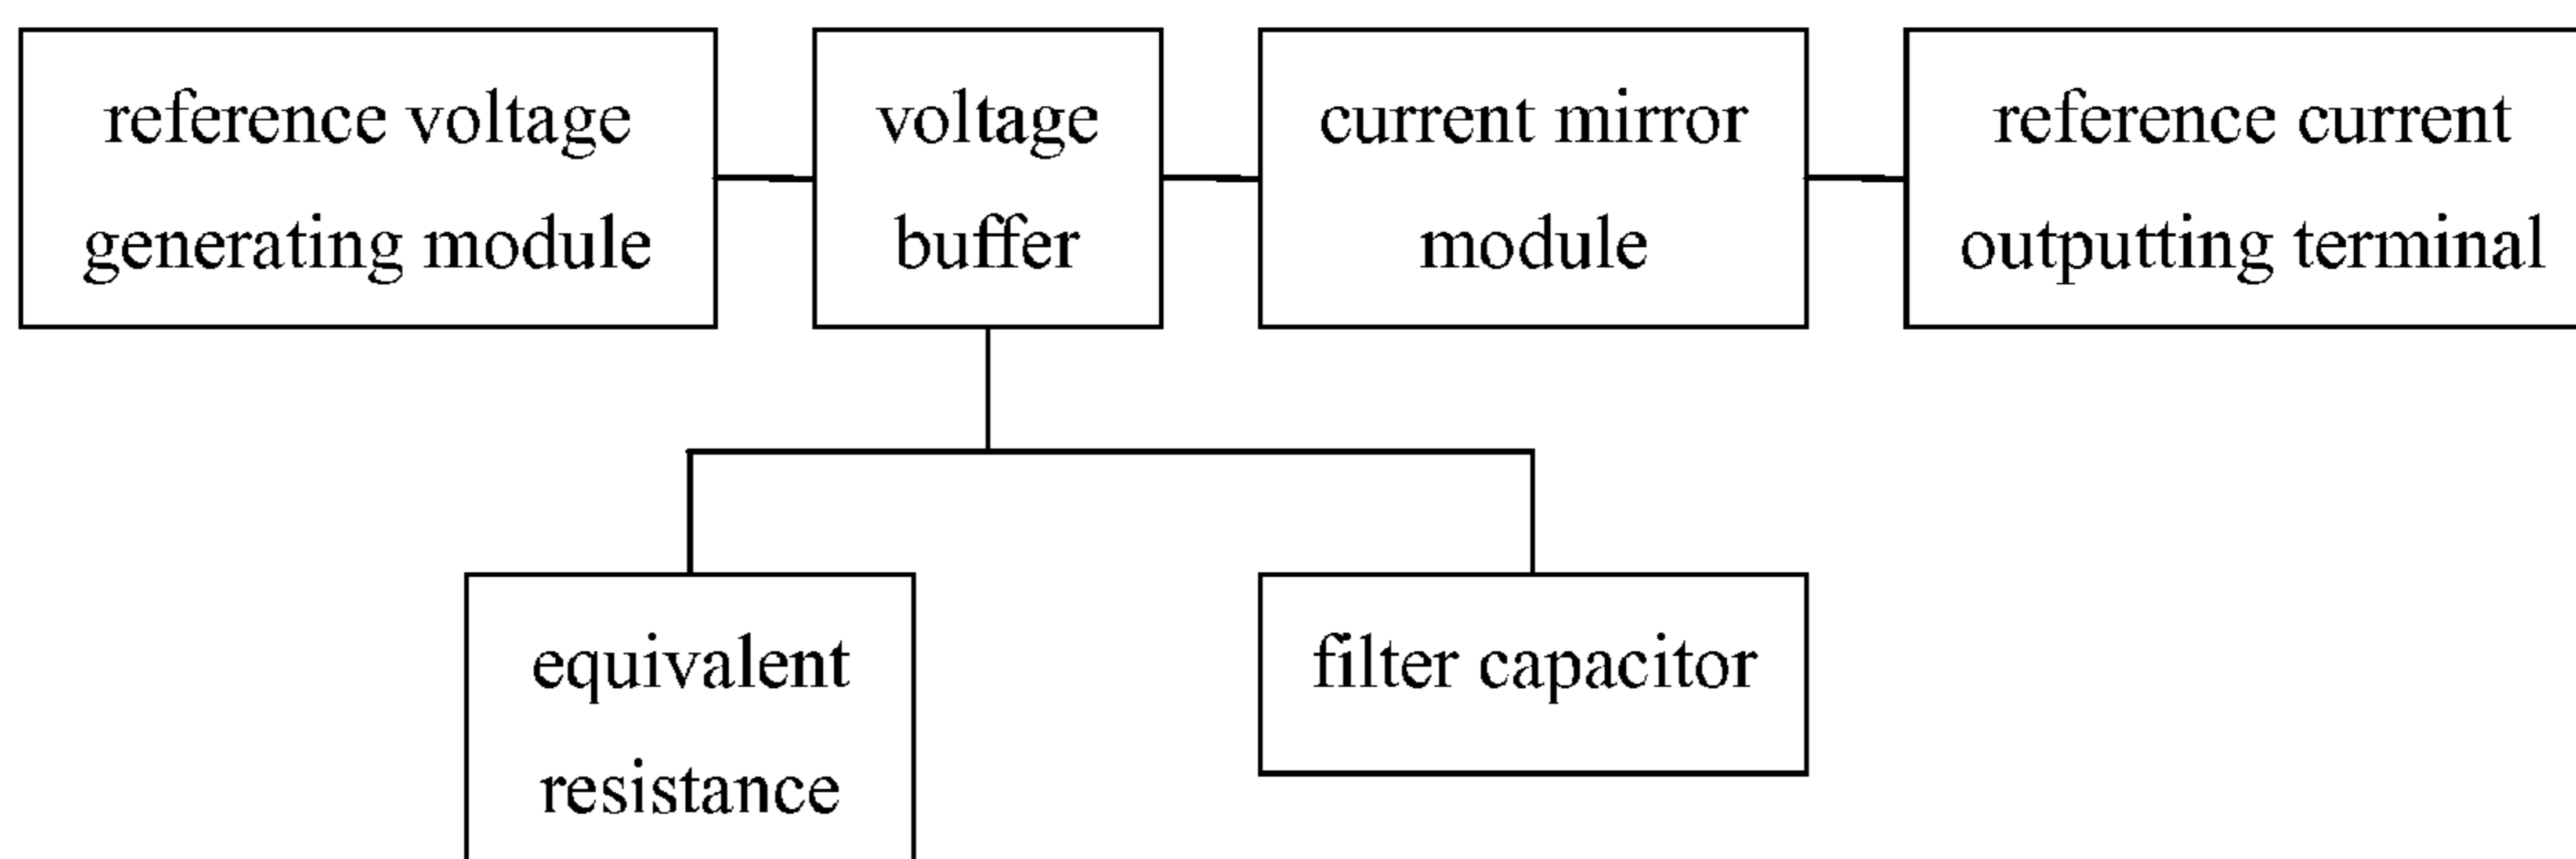 reference voltage
generating module
voltage
buffer
current mirror
module
reference current
outputting terminal
equivalent
resistance
filter capacitor